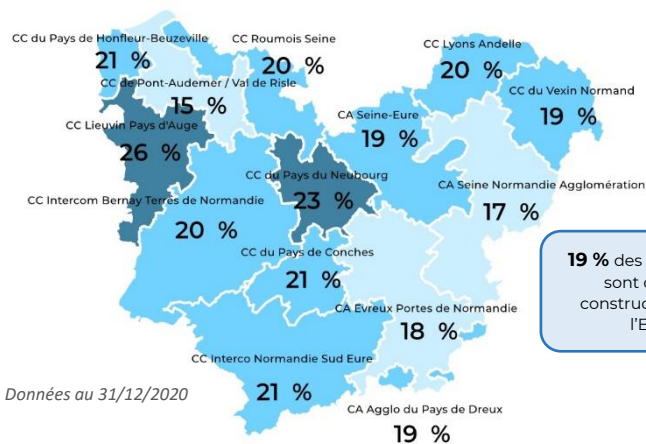 CC du Pays de Honfleur-Beuzeville
21 %
CC Roumois Seine
20 %
CC Lyons Andelle
20 %
CC de Pont-Audemer / Val de Risle
15 %
CC du Vexin Normand
19 %
CC Lieuvin Pays d'Auge
26 %
CA Seine-Eure
19 %
CC du Pays du Neubourg
23 %
CA Seine Normandie Agglomération
17 %
CC Intercom Bernay Terres de Normandie
20 %
CC du Pays de Conches
21 %
19 % des
sont
construc
l'E
CA Evreux Portes de Normandie
18 %
CC Interco Normandie Sud Eure
21 %
Données au 31/12/2020
CA Agglo du Pays de Dreux
19 %